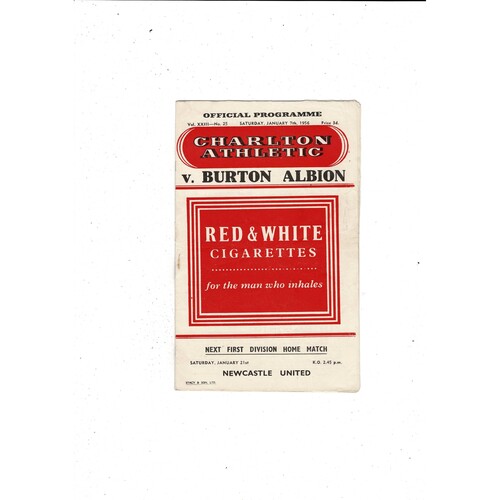 OFFICIAL PROGRAMME
Vol. XXIII—No. 25 SATURDAY, JANUARY 7th, 1956 Price 3d.
CHARLTON
ATHLETIC
v. BURTON ALBION
RED & WHITE
CIGARETTES
for the man who inhales
NEXT FIRST DIVISION HOME MATCH
SATURDAY, JANUARY 21st K.O. 2.45 p.m.
NEWCASTLE UNITED